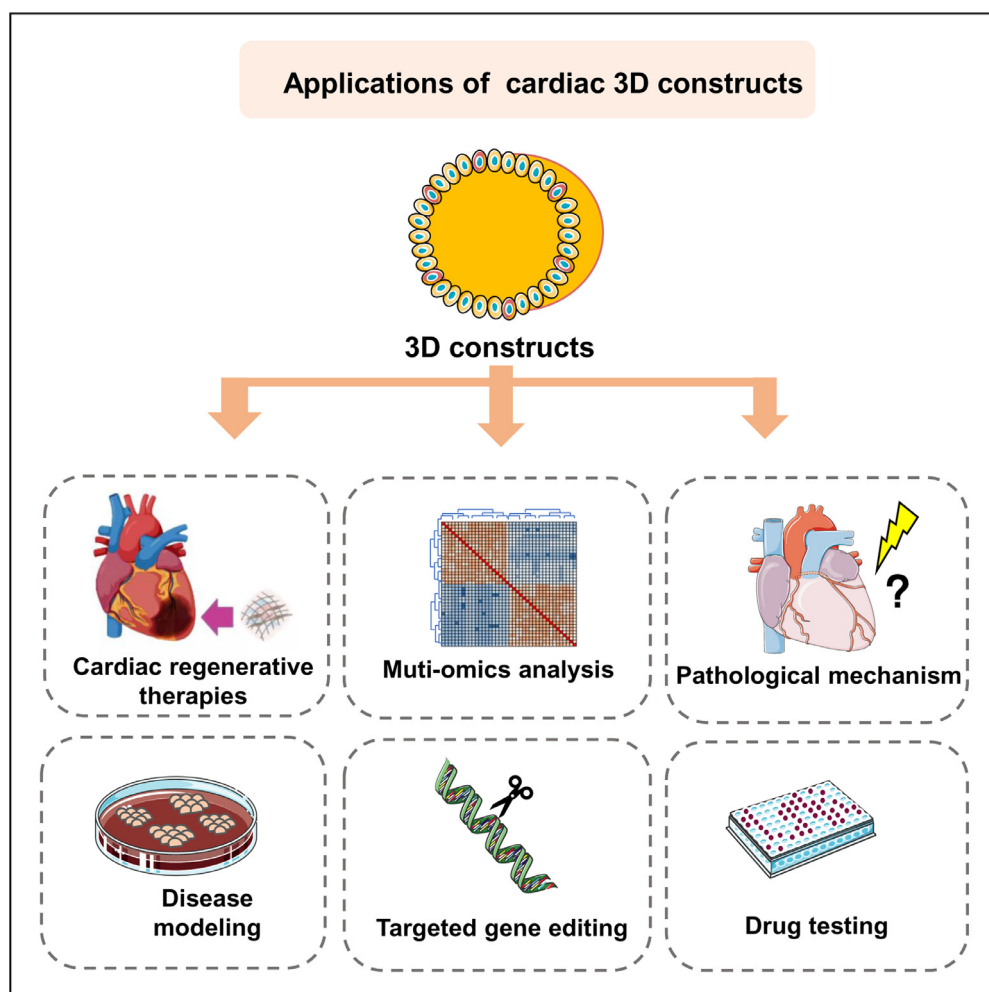 Applications of cardiac 3D constructs
3D constructs
Cardiac regenerative
therapies
Muti-omics analysis
?
Pathological mechanism
Disease
modeling
Targeted gene editing
Drug testing